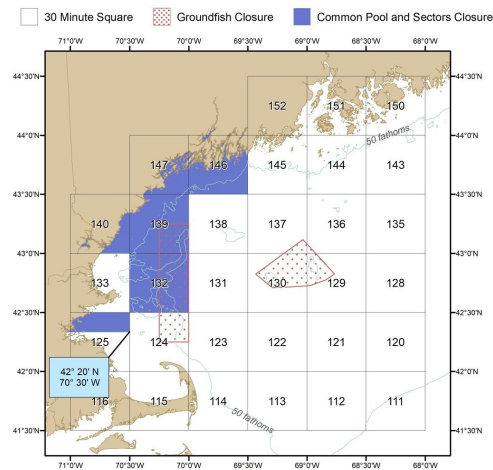 30 Minute Square Groundfish Closure Common Pool and Sectors Closure
71°0'W 70°30'W 70°0'W 69°30'W 69°0'W 68°30'W 68°0'W
44°30'N 44°30'N
152 151 150
44°0'N 44°0'N
50 fathoms
147 146 145 144 143
43°30'N 43°30'N
140 139 138 137 136 135
43°0'N 43°0'N
133 132 131 130 129 128
42°30'N 42°30'N
125 124 123 122 121 120
42° 20' N
70° 30' W
42°0'N 42°0'N
116 115 114 113 112 111
50 fathoms
41°30'N 41°30'N
71°0'W 70°30'W 70°0'W 69°30'W 69°0'W 68°30'W 68°0'W